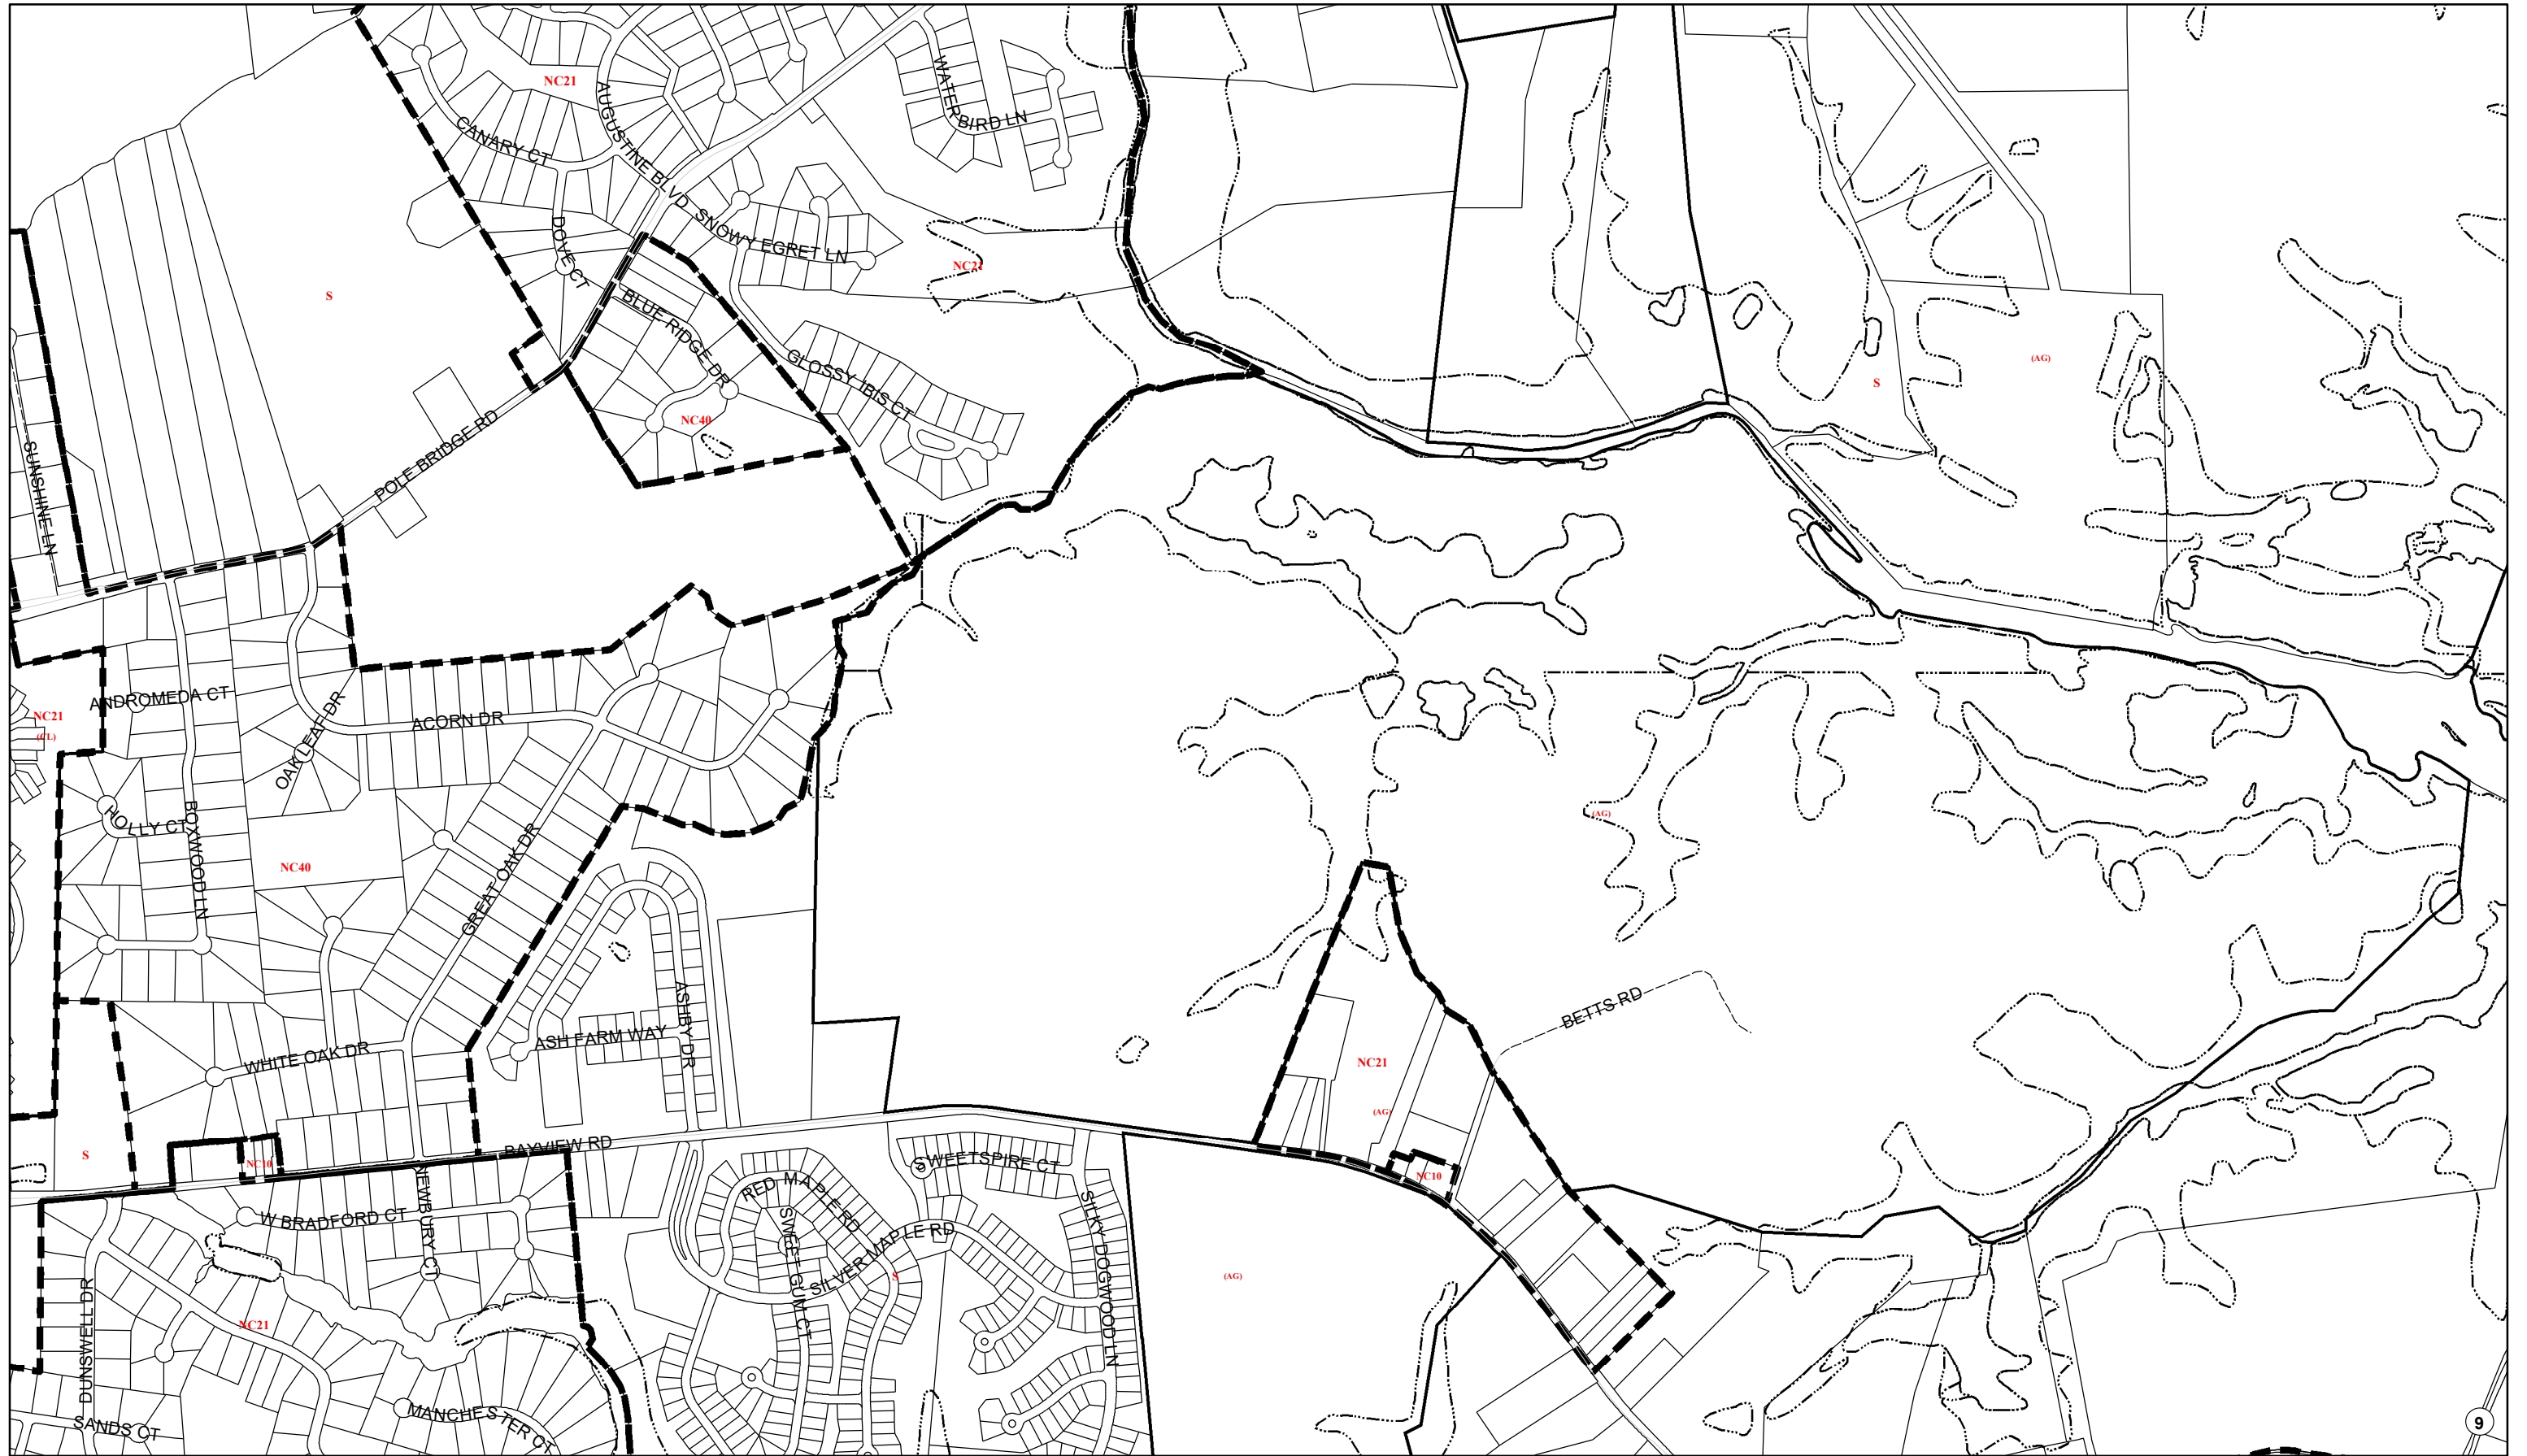 NC21
WATERBIRD LN
AUGUSTINE BLVD
CANARY CT
DOVE CT
SNOWY EGRET LN
NC21
S
BLUE RIDGE DR
GLOSSY IBIS CT
(AG)
S
NC40
POLE BRIDGE RD
SUNSHINE LN
ANDROMEDA CT
NC21
(CL)
OAK LEAF DR
ACORN DR
HOLLY CT
BOXWOOD LN
(AG)
NC40
GREAT OAK DR
ASHBY DR
BETTS RD
ASH FARM WAY
WHITE OAK DR
NC21
(AG)
BAYVIEW RD
S
NC10
SWEETSPIRE CT
NC10
NEWBURY CT
RED MAPLE RD
W BRADFORD CT
SWEET GUM CT
SILVER MAPLE RD
SILKY DOGWOOD LN
S
(AG)
DUNSWELL DR
NC21
MANCHESTER CT
SANDS CT
9